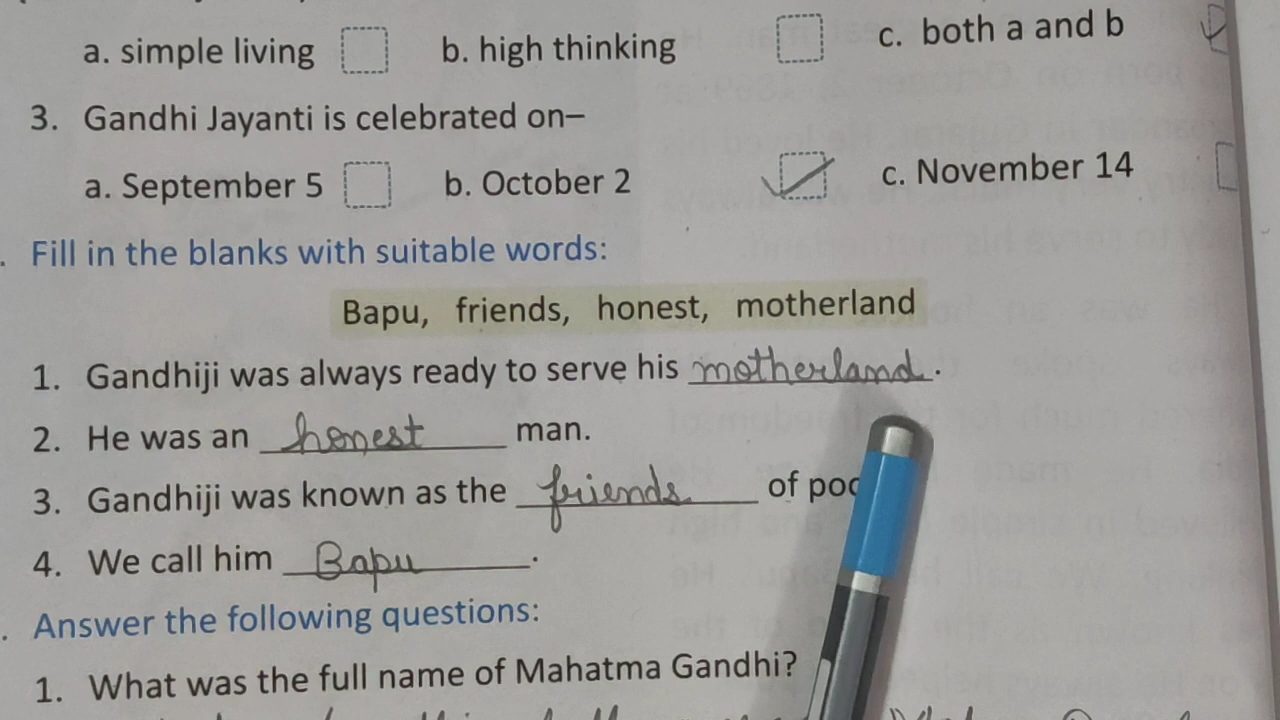 a. simple living b. high thinking c. both a and b
3. Gandhi Jayanti is celebrated on–
a. September 5 b. October 2 c. November 14
. Fill in the blanks with suitable words:
Bapu, friends, honest, motherland
1. Gandhiji was always ready to serve his motherland.
2. He was an honest man.
3. Gandhiji was known as the friends of
4. We call him Bapu.
. Answer the following questions:
1. What was the full name of Mahatma Gandhi?